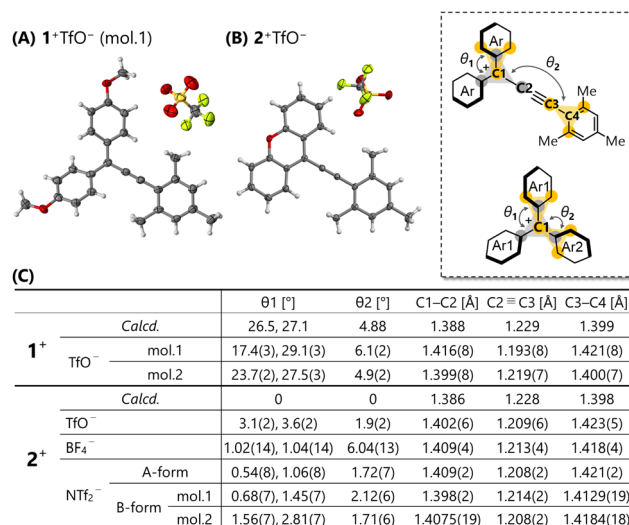 (A) 1⁺TfO⁻ (mol.1)
(B) 2⁺TfO⁻
Ar
θ1
+
C1
θ2
Ar
C2
C3
Me
C4
Me
Me
Ar1
θ1
θ2
+
C1
Ar1
Ar2
(C)
θ1 [°] θ2 [°] C1–C2 [Å] C2≡C3 [Å] C3–C4 [Å]
1⁺ Calcd. 26.5, 27.1 4.88 1.388 1.229 1.399
TfO⁻ mol.1 17.4(3), 29.1(3) 6.1(2) 1.416(8) 1.193(8) 1.421(8)
mol.2 23.7(2), 27.5(3) 4.9(2) 1.399(8) 1.219(7) 1.400(7)
2⁺ Calcd. 0 0 1.386 1.228 1.398
TfO⁻ 3.1(2), 3.6(2) 1.9(2) 1.402(6) 1.209(6) 1.423(5)
BF₄⁻ 1.02(14), 1.04(14) 6.04(13) 1.409(4) 1.213(4) 1.418(4)
NTf₂⁻ A-form 0.54(8), 1.06(8) 1.72(7) 1.409(2) 1.208(2) 1.421(2)
B-form mol.1 0.68(7), 1.45(7) 2.12(6) 1.398(2) 1.214(2) 1.4129(19)
mol.2 1.56(7), 2.81(7) 1.71(6) 1.4075(19) 1.208(2) 1.4184(18)